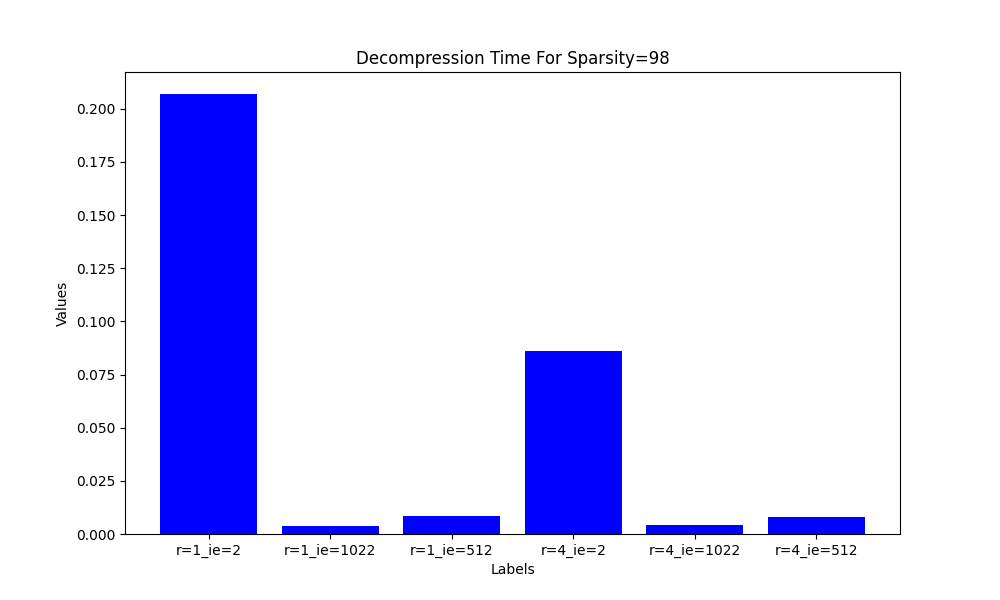 Decompression Time For Sparsity=98
Values
0.200
0.175
0.150
0.125
0.100
0.075
0.050
0.025
0.000
r=1_ie=2 r=1_ie=1022 r=1_ie=512 r=4_ie=2 r=4_ie=1022 r=4_ie=512
Labels